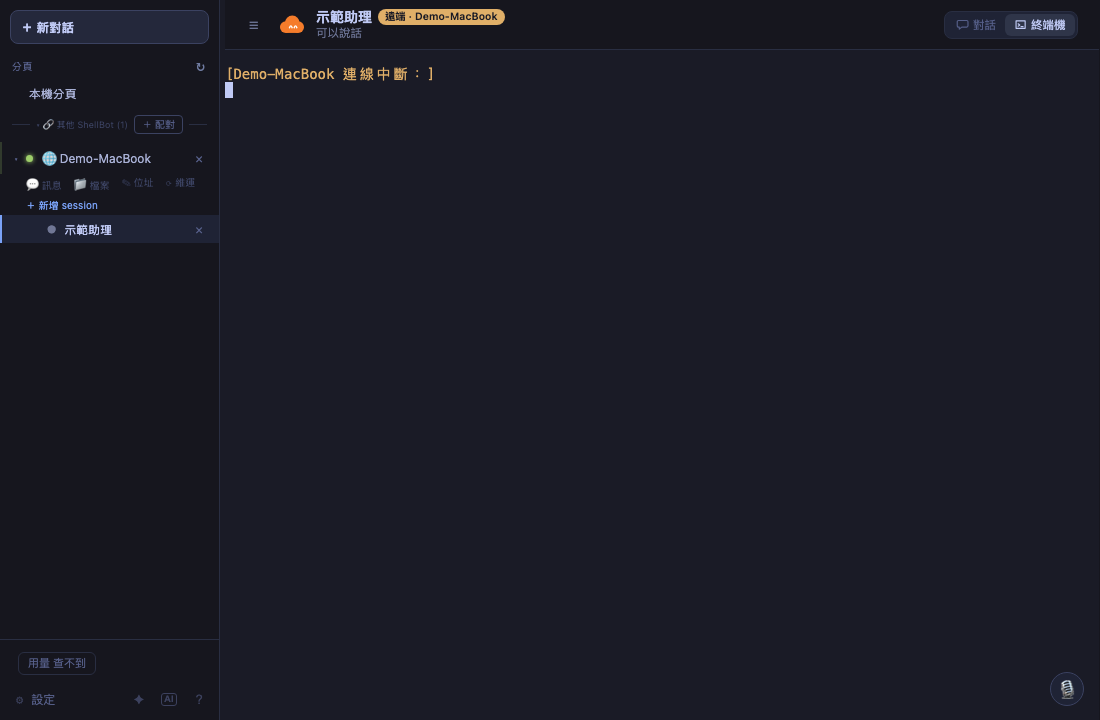 + 新對話
分頁 ↻
本機分頁
其他 ShellBot (1) + 配對
Demo-MacBook ×
訊息 檔案 位址 維運
+ 新增 session
示範助理 ×
用量 查不到
設定 AI ?
≡ 示範助理 遠端 · Demo-MacBook
可以說話
對話 終端機
[Demo-MacBook 連線中斷：]